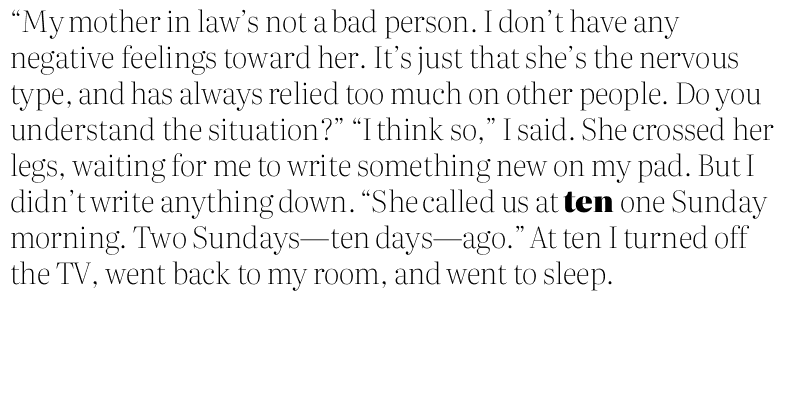 “My mother in law’s not a bad person. I don’t have any
negative feelings toward her. It’s just that she’s the nervous
type, and has always relied too much on other people. Do you
understand the situation?” “I think so,” I said. She crossed her
legs, waiting for me to write something new on my pad. But I
didn’t write anything down. “She called us at ten one Sunday
morning. Two Sundays—ten days—ago.” At ten I turned off
the TV, went back to my room, and went to sleep.